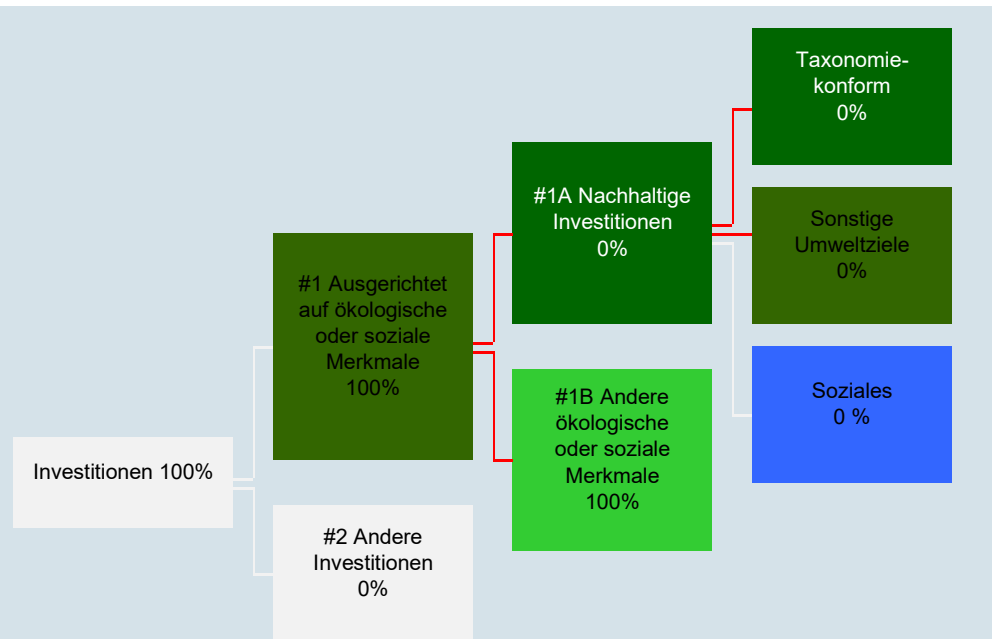 Investitionen 100%
#1 Ausgerichtet
auf ökologische
oder soziale
Merkmale
100%
#2 Andere
Investitionen
0%
#1A Nachhaltige
Investitionen
0%
#1B Andere
ökologische
oder soziale
Merkmale
100%
Taxonomie-
konform
0%
Sonstige
Umweltziele
0%
Soziales
0 %